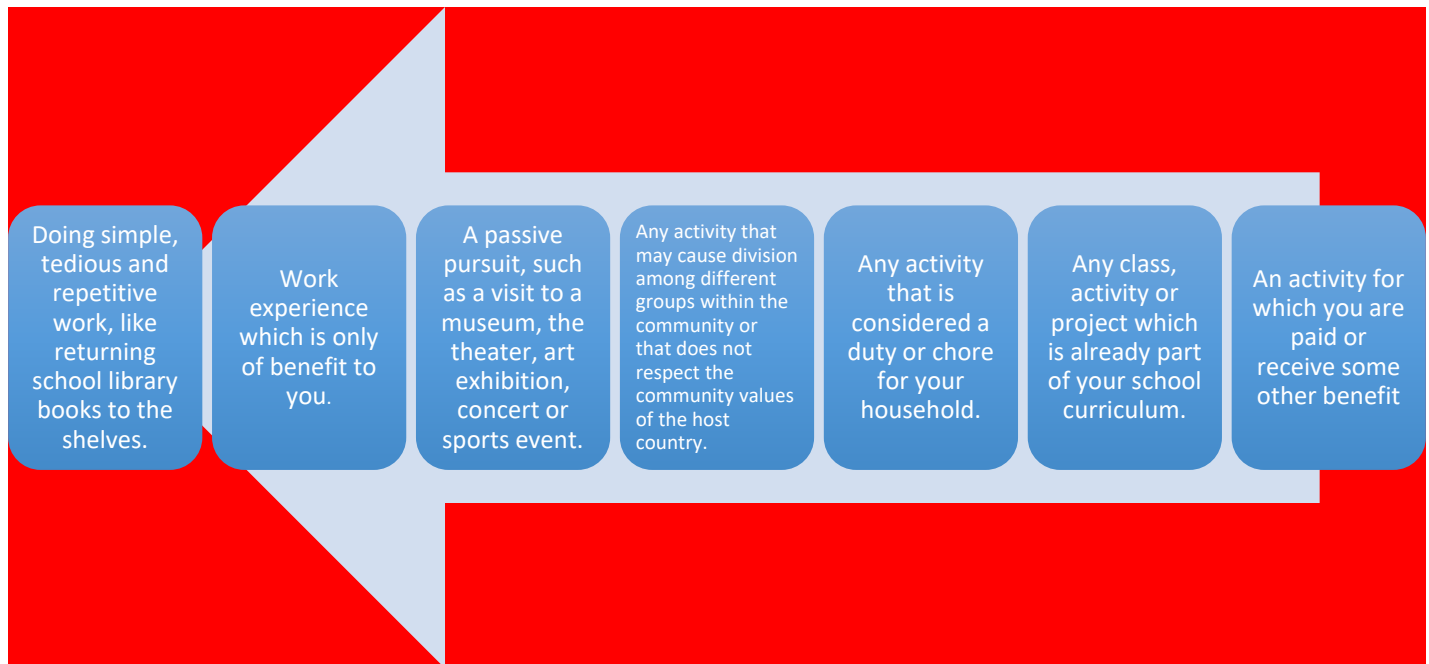 Doing simple,
tedious and
repetitive
work, like
returning
school library
books to the
shelves.
Work
experience
which is only
of benefit to
you.
A passive
pursuit, such
as a visit to a
museum, the
theater, art
exhibition,
concert or
sports event.
Any activity that
may cause division
among different
groups within the
community or
that does not
respect the
community values
of the host
country.
Any activity
that is
considered a
duty or chore
for your
household.
Any class,
activity or
project which
is already part
of your school
curriculum.
An activity for
which you are
paid or
receive some
other benefit